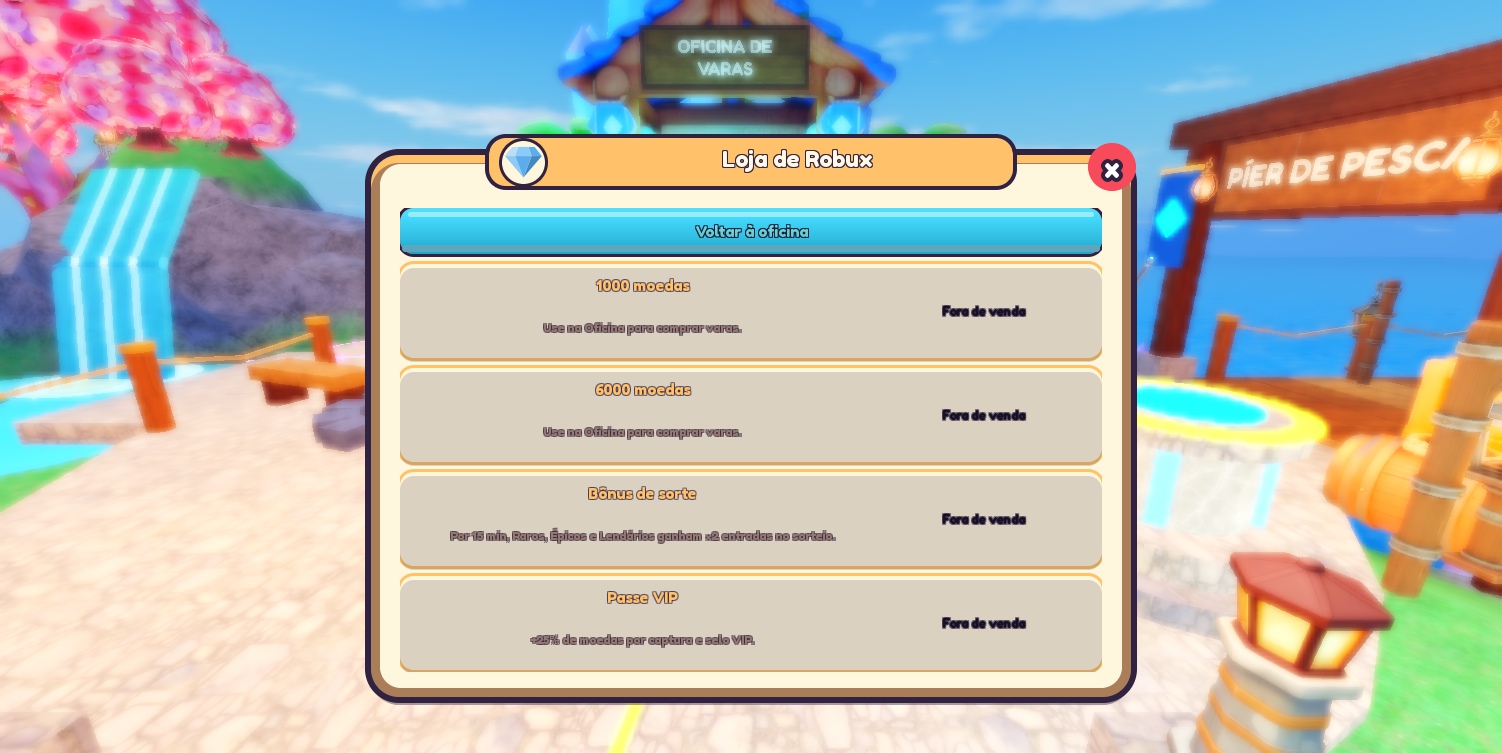 OFICINA DE
VARAS
PÍER DE PESCA
Loja de Robux
Voltar à oficina
1000 moedas
Use na Oficina para comprar varas.
Fora de venda
6000 moedas
Use na Oficina para comprar varas.
Fora de venda
Bônus de sorte
Por 15 min, Raros, Épicos e Lendários ganham ×2 entradas no sorteio.
Fora de venda
Passe VIP
+25% de moedas por captura e selo VIP.
Fora de venda